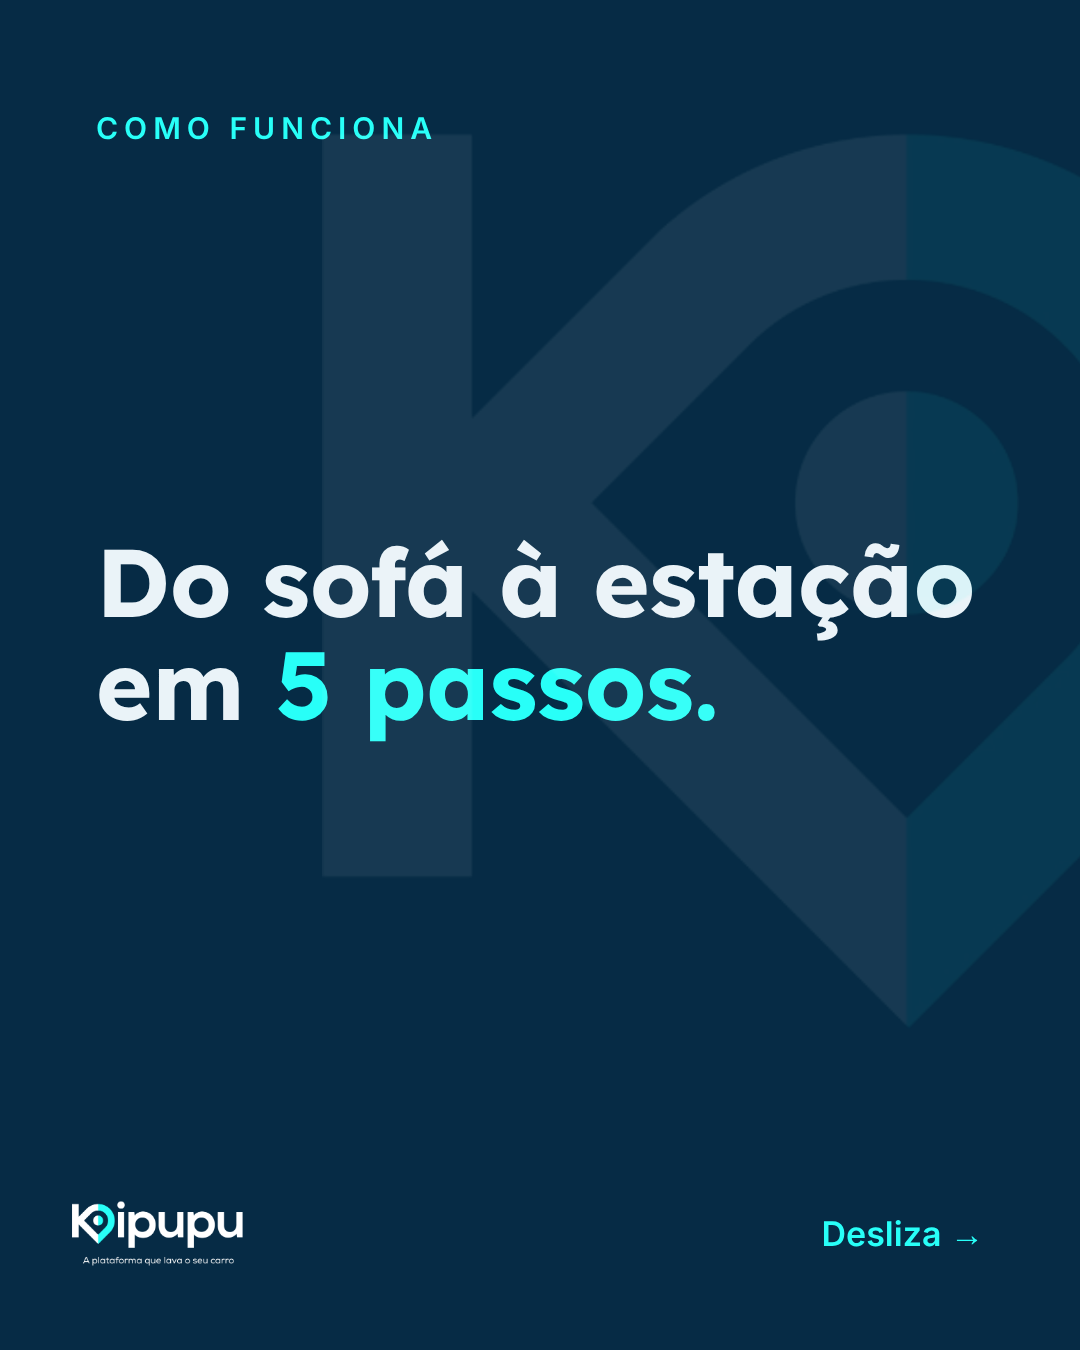 COMO FUNCIONA
Do sofá à estação
em 5 passos.
Kipupu
A plataforma que lava o seu carro
Desliza →